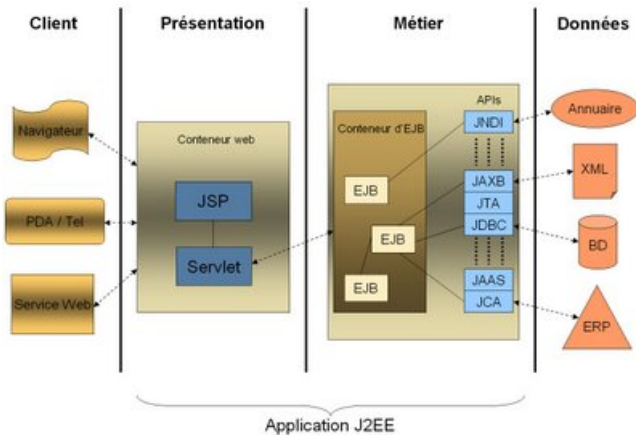 Client
Présentation
Métier
Données
Navigateur
PDA / Tel
Service Web
Conteneur web
JSP
Servlet
Conteneur d'EJB
EJB
EJB
EJB
APIs
JNDI
JAXB
JTA
JDBC
JAAS
JCA
Annuaire
XML
BD
ERP
Application J2EE